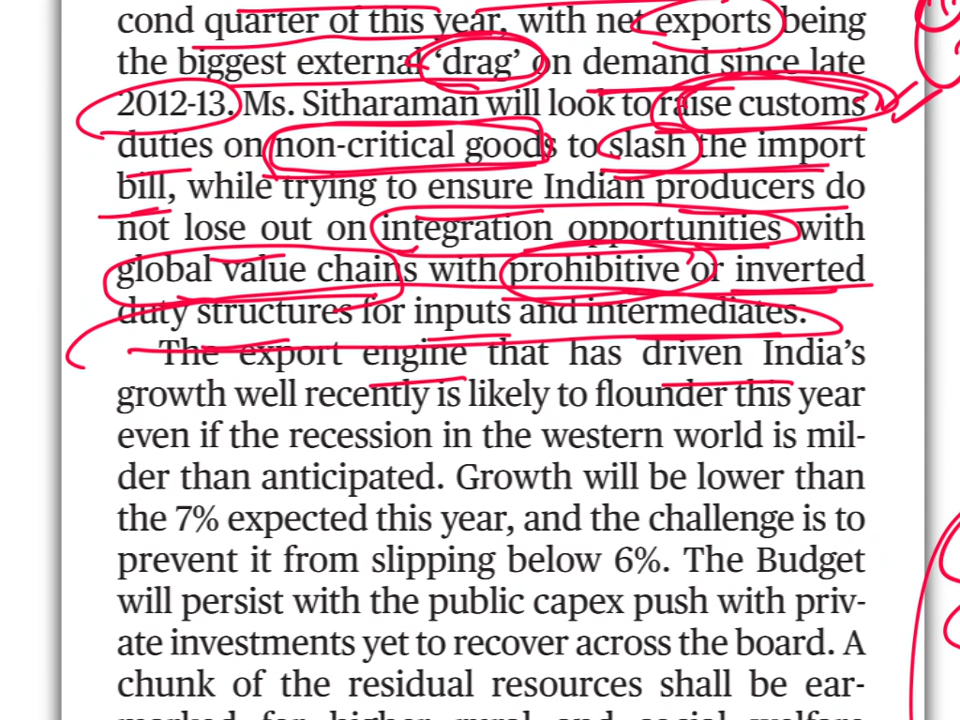 cond quarter of this year, with net exports being
the biggest external 'drag' on demand since late
2012-13. Ms. Sitharaman will look to raise customs
duties on non-critical goods to slash the import
bill, while trying to ensure Indian producers do
not lose out on integration opportunities with
global value chains with prohibitive or inverted
duty structures for inputs and intermediates.
The export engine that has driven India's
growth well recently is likely to flounder this year
even if the recession in the western world is mil-
der than anticipated. Growth will be lower than
the 7% expected this year, and the challenge is to
prevent it from slipping below 6%. The Budget
will persist with the public capex push with priv-
ate investments yet to recover across the board. A
chunk of the residual resources shall be ear-
marked for higher rural and social welfare